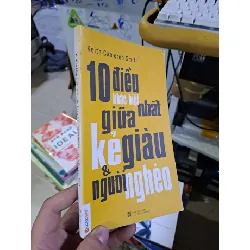 Keith Cameron Smith
10 điều
khác biệt
nhất
giữa
kẻ giàu
& người nghèo